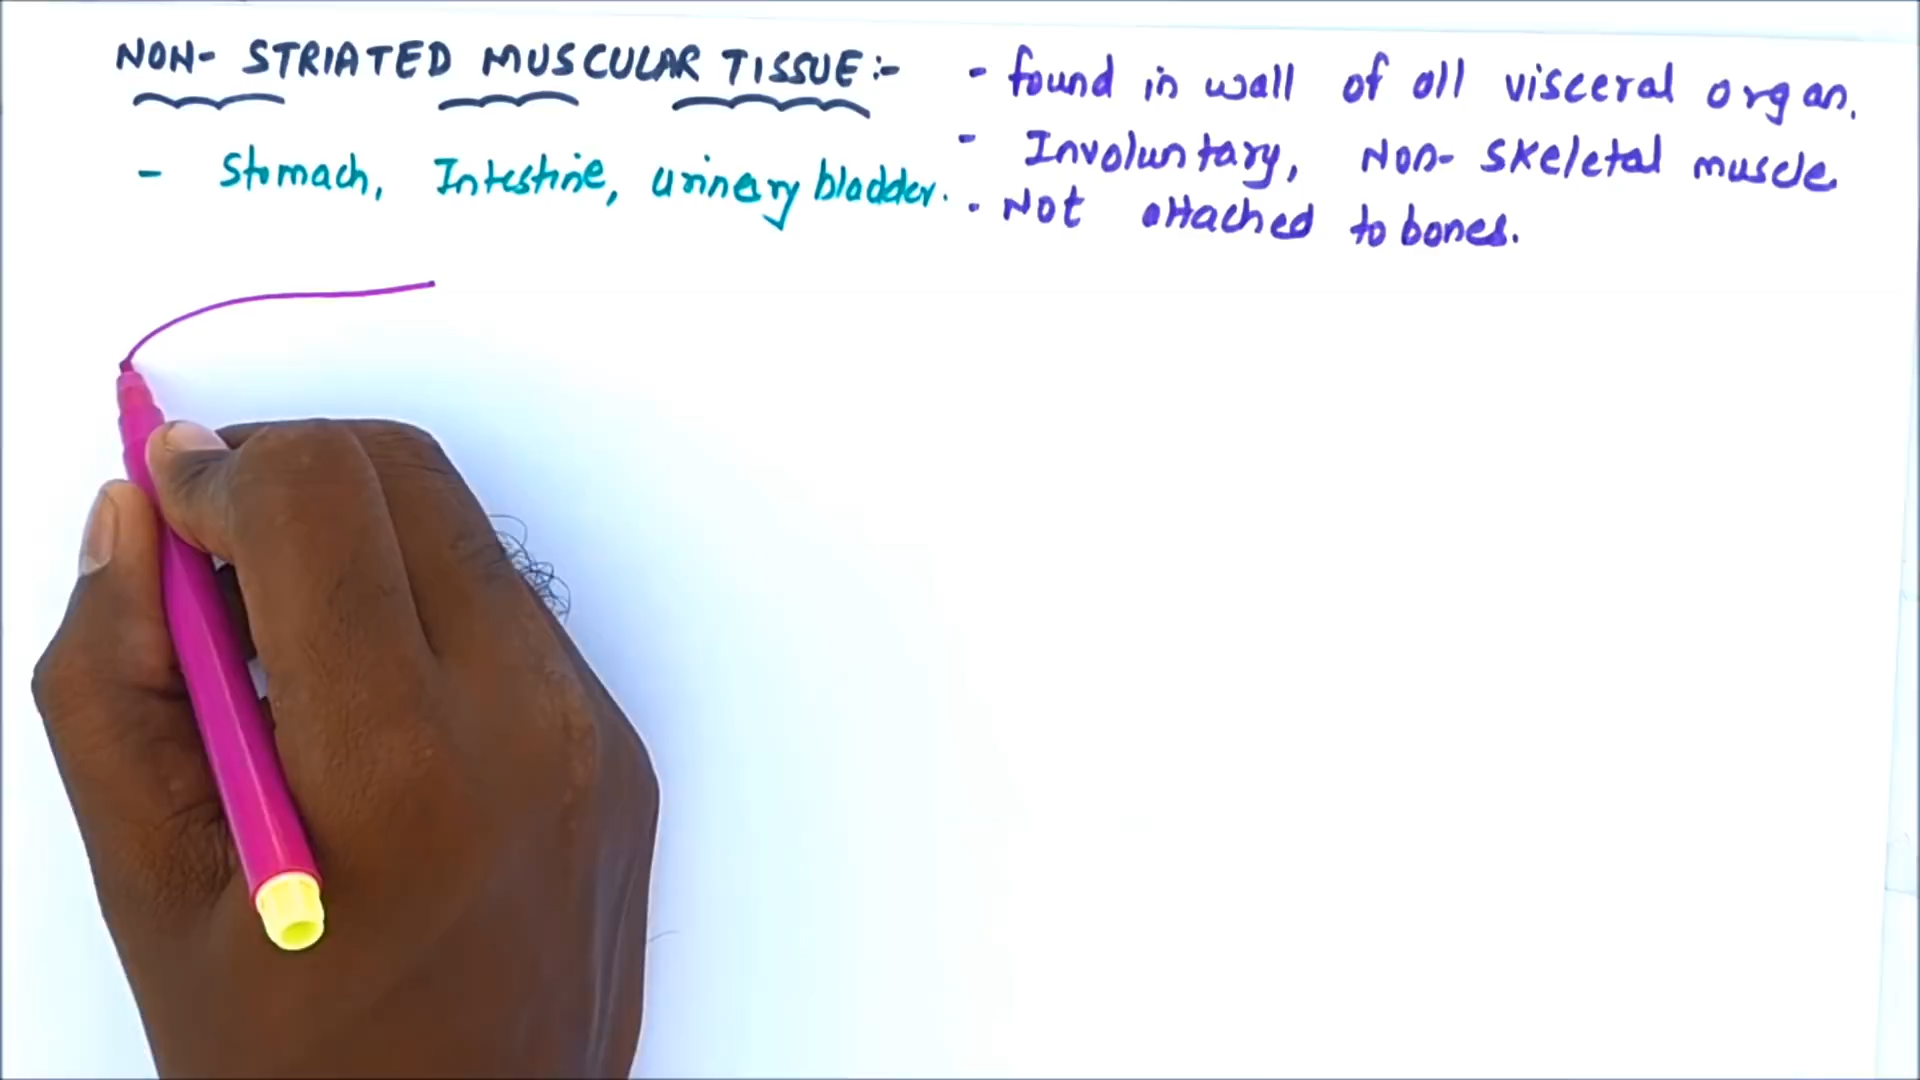 NON- STRIATED MUSCULAR TISSUE :-
- Stomach, Intestine, urinary bladder.
- found in wall of all visceral organ.
- Involuntary, Non- skeletal muscle
- Not attached to bones.